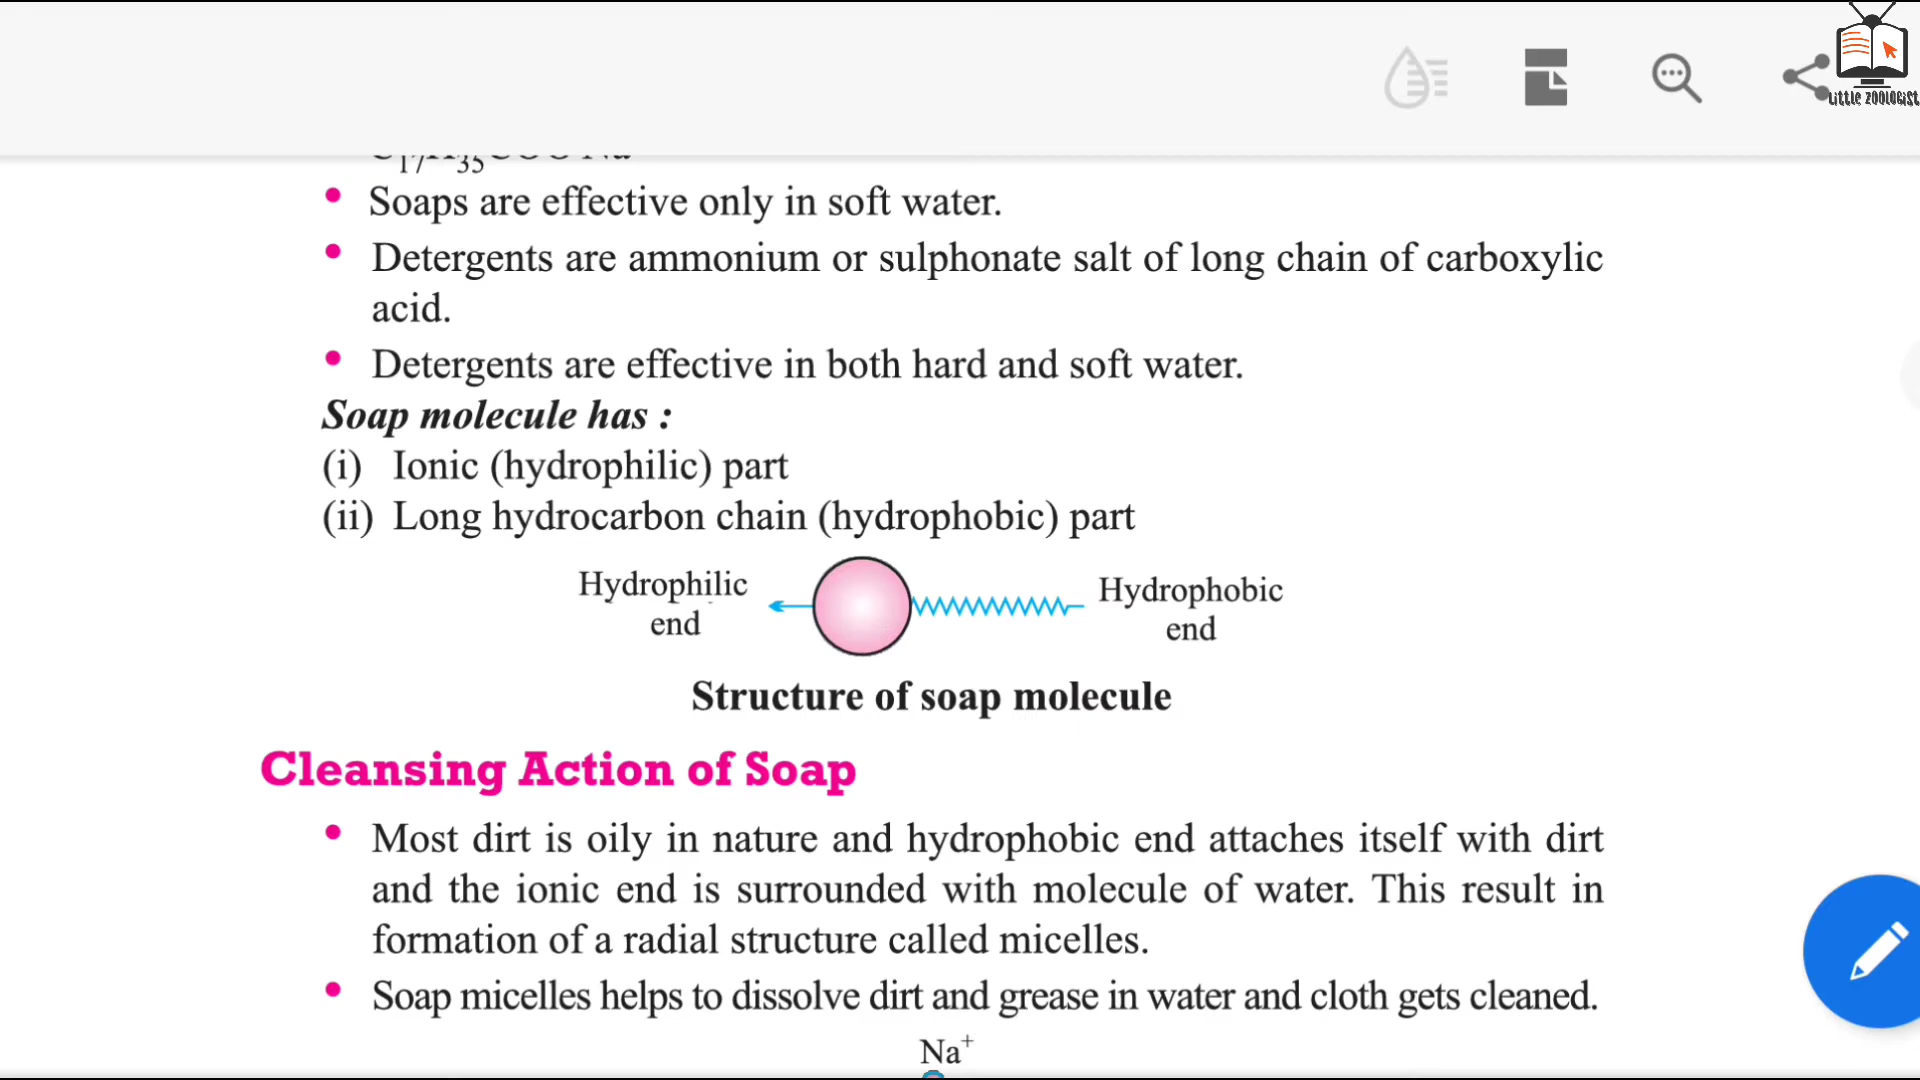 LITTLE ZOOLOGIST
• Soaps are effective only in soft water.
• Detergents are ammonium or sulphonate salt of long chain of carboxylic
acid.
• Detergents are effective in both hard and soft water.
Soap molecule has :
(i) Ionic (hydrophilic) part
(ii) Long hydrocarbon chain (hydrophobic) part
Hydrophilic
end
Hydrophobic
end
Structure of soap molecule
Cleansing Action of Soap
• Most dirt is oily in nature and hydrophobic end attaches itself with dirt
and the ionic end is surrounded with molecule of water. This result in
formation of a radial structure called micelles.
• Soap micelles helps to dissolve dirt and grease in water and cloth gets cleaned.
Na⁺